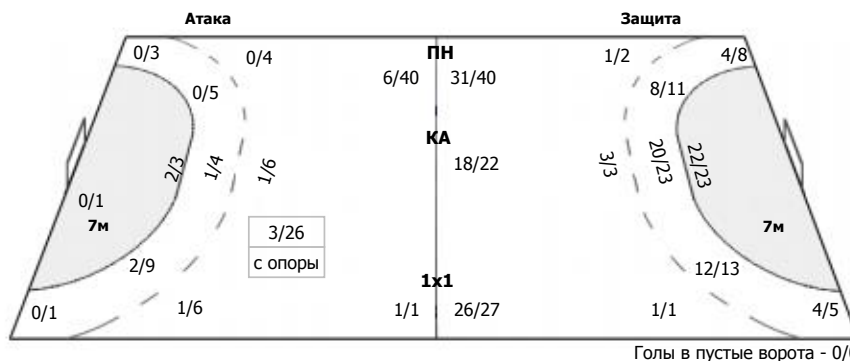 Атака Защита
0/3 0/4 ПН 1/2 4/8
0/5 6/40 31/40 8/11
КА
2/3 1/4 1/6 18/22 3/3 20/23 22/23
0/1
7м 7м
3/26
с опоры
2/9 12/13
1x1
0/1 1/6 1/1 26/27 1/1 4/5
Голы в пустые ворота - 0/